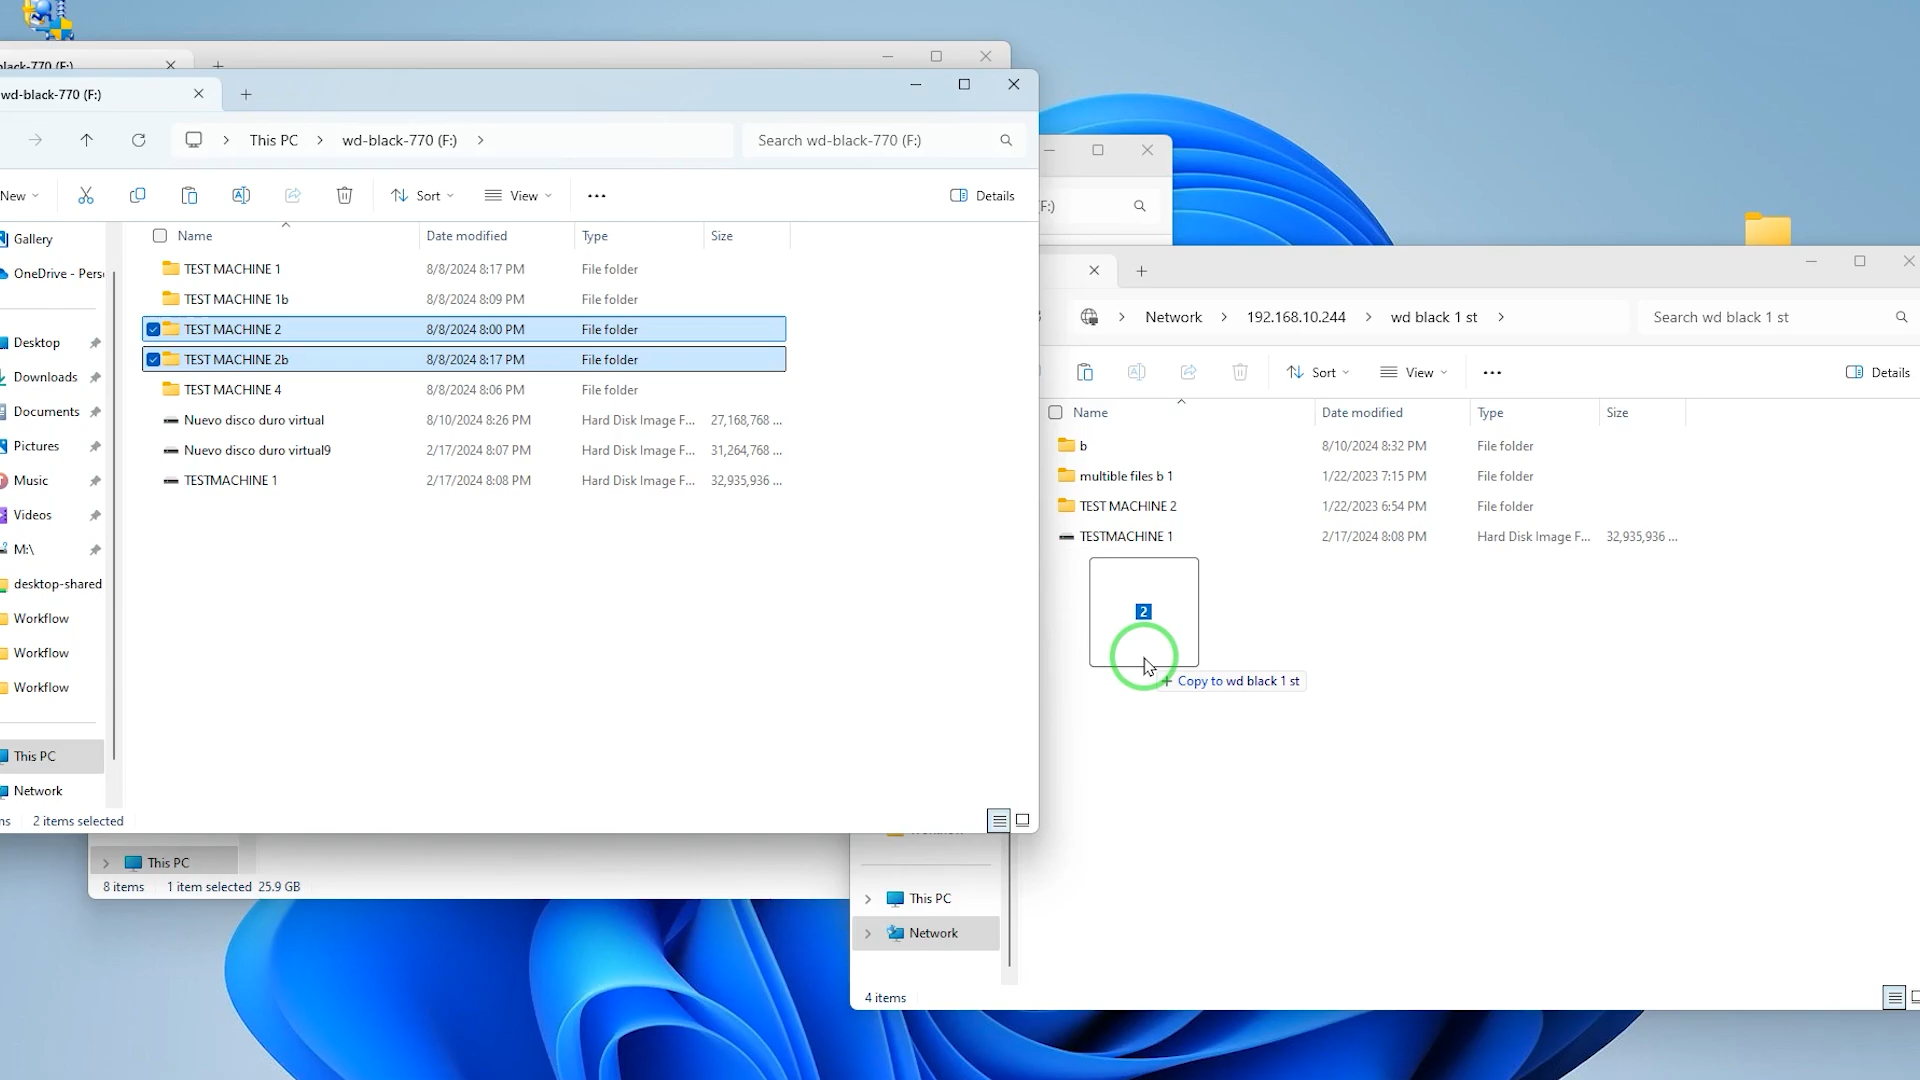 lack-770 (F:)
wd-black-770 (F:)
This PC
wd-black-770 (F:)
Search wd-black-770 (F:)
New
Sort
View
Details
Name
Date modified
Type
Size
Gallery
OneDrive - Pers
Desktop
Downloads
Documents
Pictures
Music
Videos
M:\
desktop-shared
Workflow
Workflow
Workflow
This PC
Network
TEST MACHINE 1 8/8/2024 8:17 PM File folder
TEST MACHINE 1b 8/8/2024 8:09 PM File folder
TEST MACHINE 2 8/8/2024 8:00 PM File folder
TEST MACHINE 2b 8/8/2024 8:17 PM File folder
TEST MACHINE 4 8/8/2024 8:06 PM File folder
Nuevo disco duro virtual 8/10/2024 8:26 PM Hard Disk Image F... 27,168,768 ...
Nuevo disco duro virtual9 2/17/2024 8:07 PM Hard Disk Image F... 31,264,768 ...
TESTMACHINE 1 2/17/2024 8:08 PM Hard Disk Image F... 32,935,936 ...
ms 2 items selected
This PC
8 items 1 item selected 25.9 GB
(F:)
Network
192.168.10.244
wd black 1 st
Search wd black 1 st
Sort
View
Details
Name Date modified Type Size
b 8/10/2024 8:32 PM File folder
multible files b 1 1/22/2023 7:15 PM File folder
TEST MACHINE 2 1/22/2023 6:54 PM File folder
TESTMACHINE 1 2/17/2024 8:08 PM Hard Disk Image F... 32,935,936 ...
2
+ Copy to wd black 1 st
This PC
Network
4 items